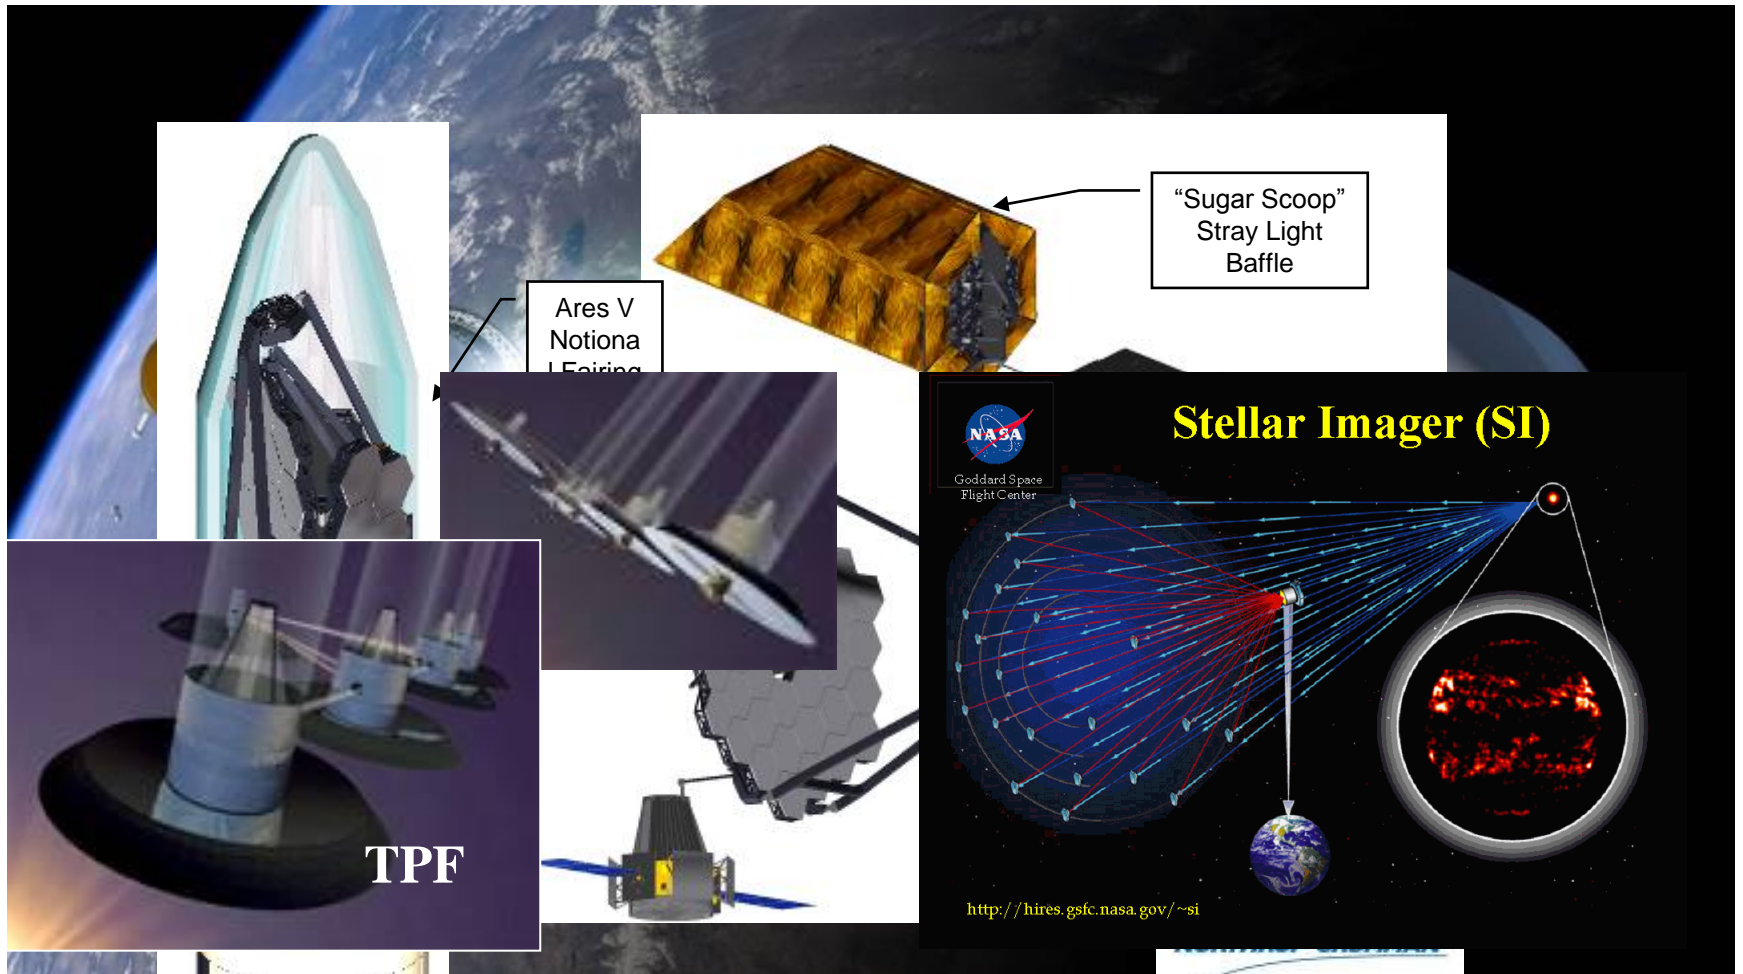 “Sugar Scoop”
Stray Light
Baffle
Ares V
Notiona
l Fairing
NASA
Goddard Space
Flight Center
Stellar Imager (SI)
TPF
http://hires.gsfc.nasa.gov/~si